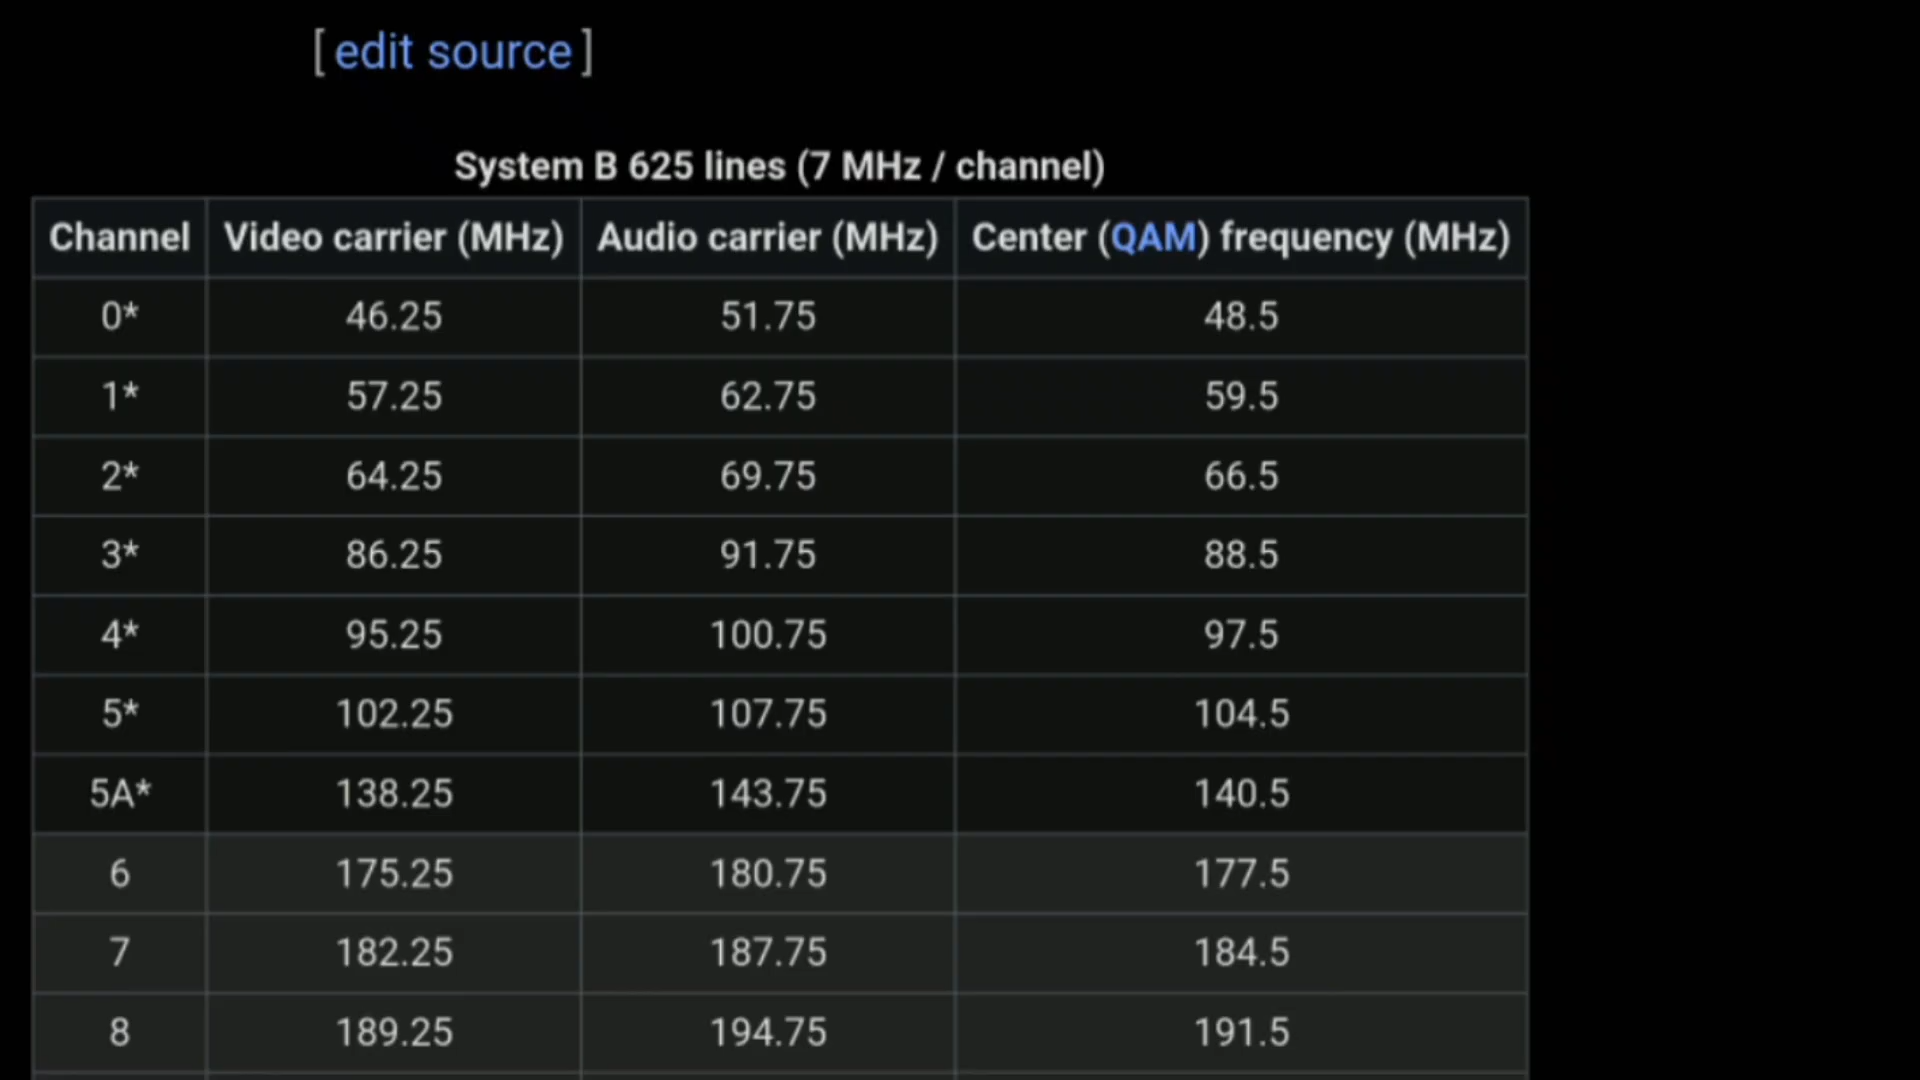 [ edit source ]
System B 625 lines (7 MHz / channel)
Channel Video carrier (MHz) Audio carrier (MHz) Center (QAM) frequency (MHz)
0* 46.25 51.75 48.5
1* 57.25 62.75 59.5
2* 64.25 69.75 66.5
3* 86.25 91.75 88.5
4* 95.25 100.75 97.5
5* 102.25 107.75 104.5
5A* 138.25 143.75 140.5
6 175.25 180.75 177.5
7 182.25 187.75 184.5
8 189.25 194.75 191.5